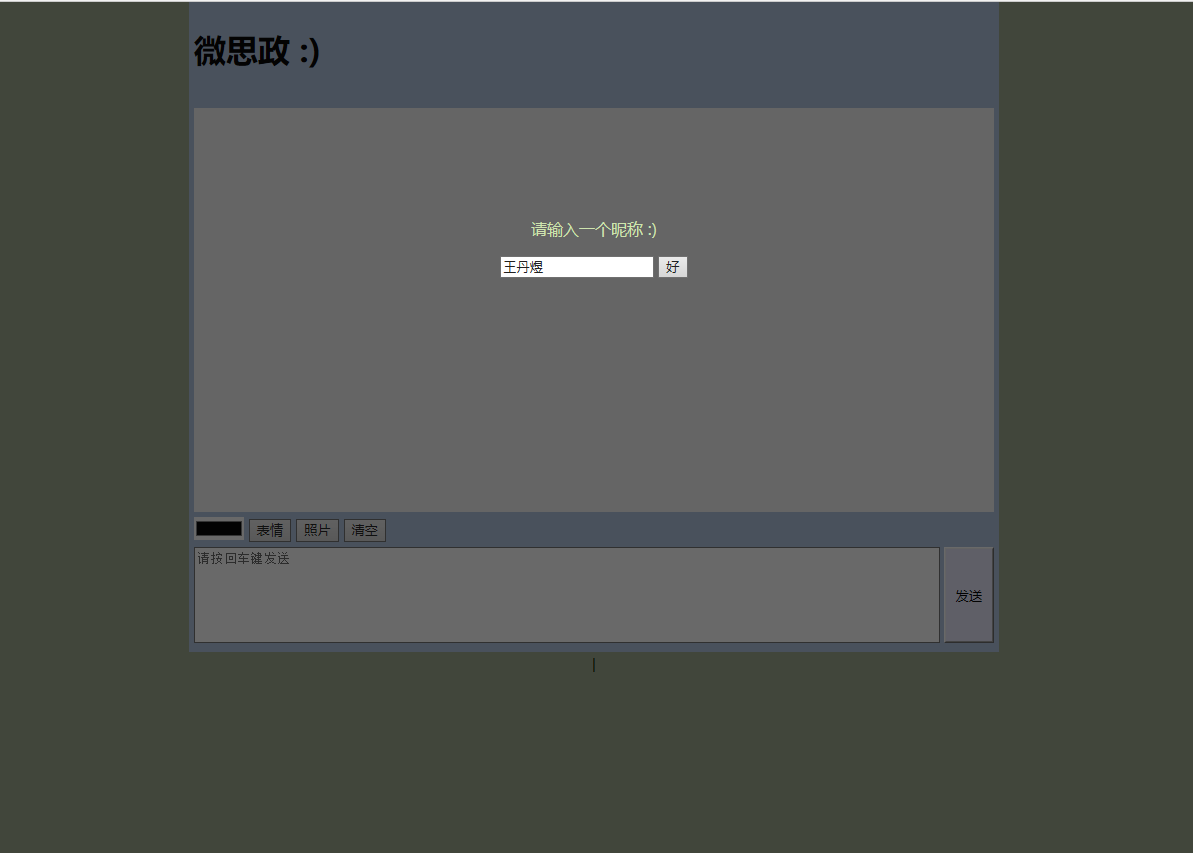 微思政 :)
请输入一个昵称 :)
王丹煜 好
表情 照片 清空
请按回车键发送
发送